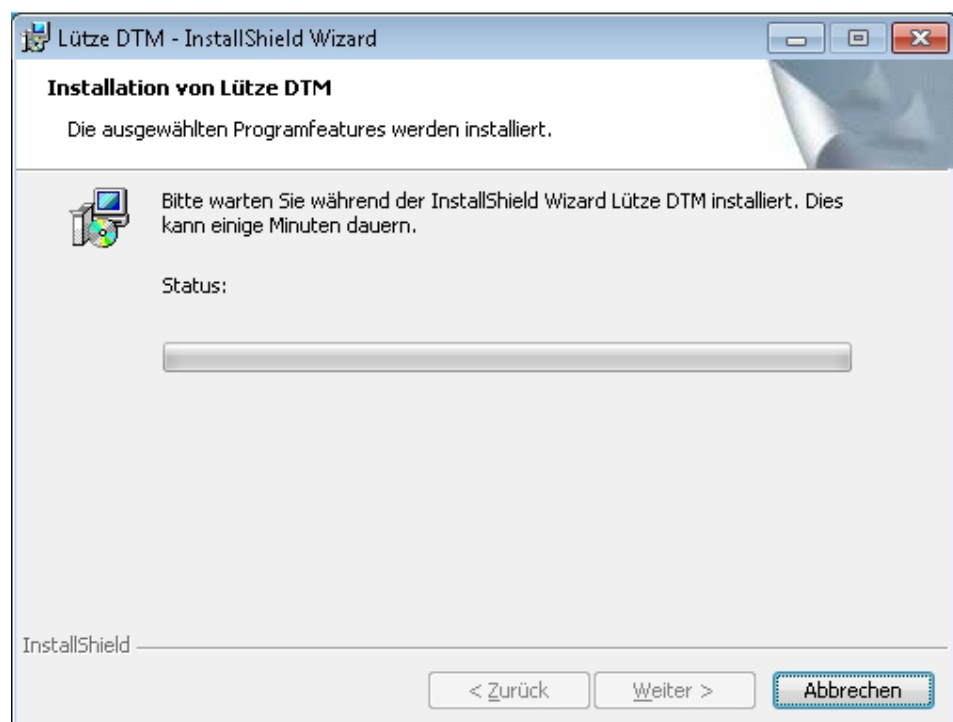 Lütze DTM - InstallShield Wizard
Installation von Lütze DTM
Die ausgewählten Programfeatures werden installiert.
Bitte warten Sie während der InstallShield Wizard Lütze DTM installiert. Dies
kann einige Minuten dauern.
Status:
InstallShield
< Zurück
Weiter >
Abbrechen